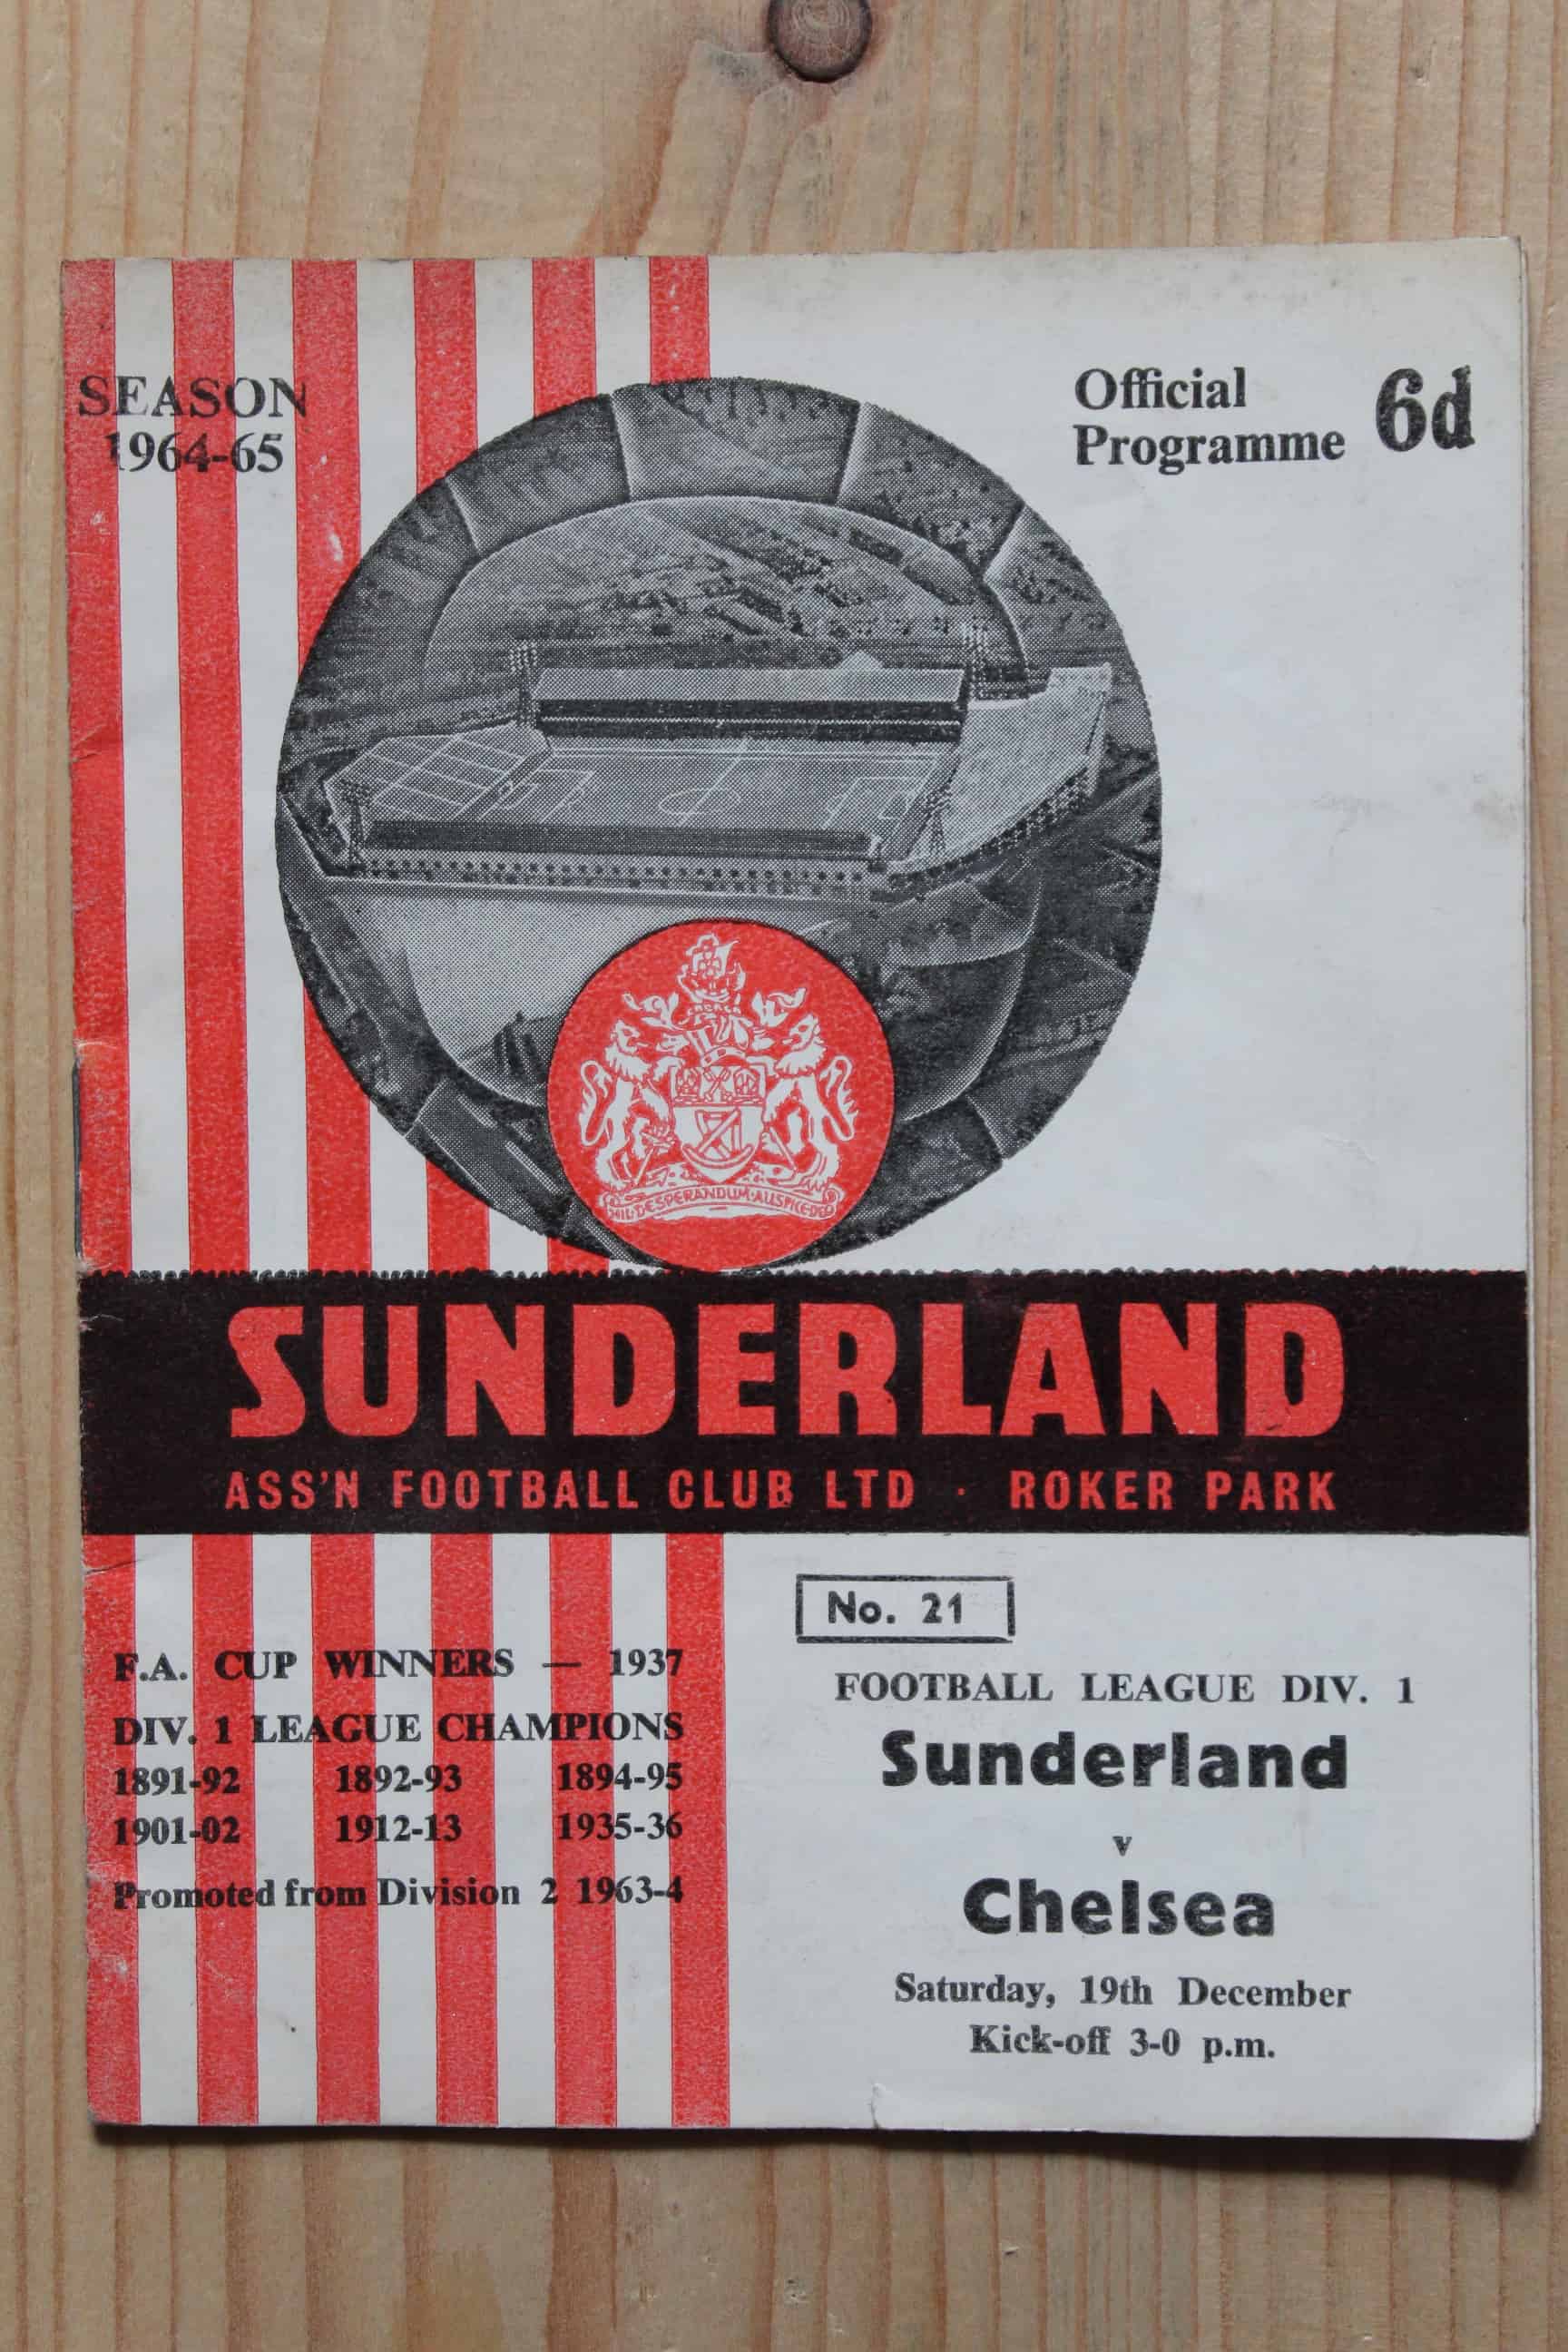 SEASON
1964-65
Official
Programme 6d
NIL·DESPERANDUM·AUSPICE·DEO
SUNDERLAND
ASS'N FOOTBALL CLUB LTD · ROKER PARK
F.A. CUP WINNERS — 1937
DIV. 1 LEAGUE CHAMPIONS
1891-92 1892-93 1894-95
1901-02 1912-13 1935-36
Promoted from Division 2 1963-4
No. 21
FOOTBALL LEAGUE DIV. 1
Sunderland
v
Chelsea
Saturday, 19th December
Kick-off 3-0 p.m.